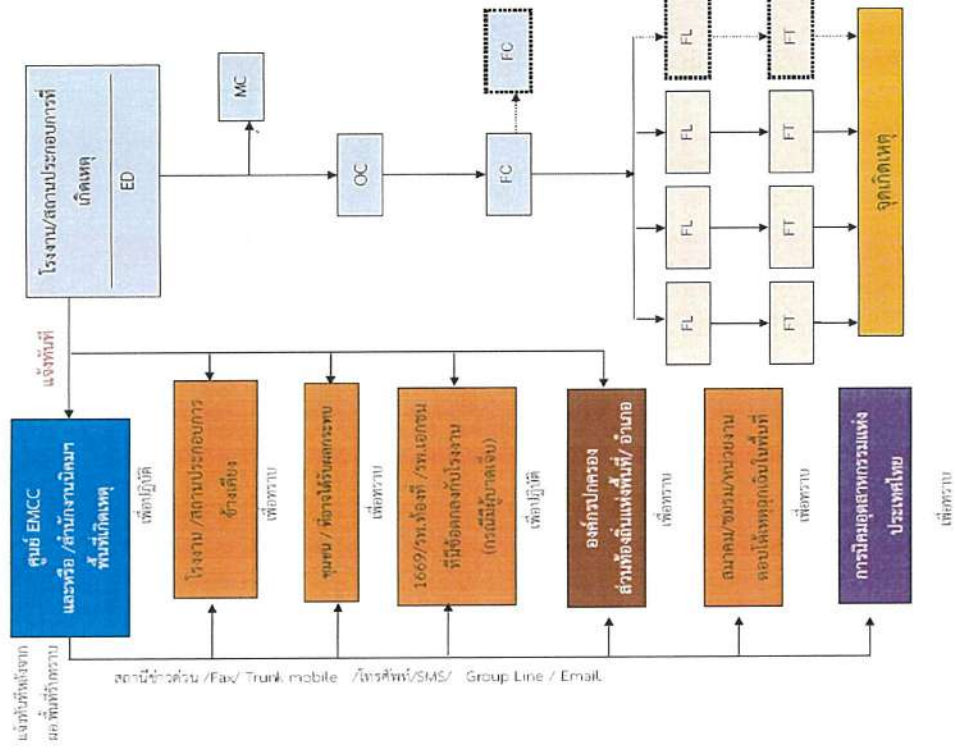 โรงงาน/สถานประกอบการที่
เกิดเหตุ
ED
แจ้งทันที
MC
OC
FC
FC
FL
FL
FL
FL
FT
FT
FT
FT
จุดเกิดเหตุ
ศูนย์ EMCC
และหรือ /สำนักงานนิคมฯ
พื้นที่เกิดเหตุ
เพื่อปฏิบัติ
โรงงาน /สถานประกอบการ
ข้างเคียง
เพื่อทราบ
ชุมชน / ที่อาจได้รับผลกระทบ
เพื่อทราบ
1669/รพ.ท้องที่ /รพ.เอกชน
ที่มีข้อตกลงกับโรงงาน
(กรณีมีผู้บาดเจ็บ)
เพื่อปฏิบัติ
องค์กรปกครอง
ส่วนท้องถิ่นแห่งพื้นที่/ อำเภอ
เพื่อทราบ
สมาคม/ชมรม/หน่วยงาน
ตอบโต้เหตุฉุกเฉินในพื้นที่
เพื่อทราบ
การนิคมอุตสาหกรรมแห่ง
ประเทศไทย
เพื่อทราบ
แจ้งทันทีหลังจาก
ผอ.พื้นที่รับทราบ
สถานีข่าวด่วน /Fax/ Trunk mobile /โทรศัพท์/SMS/ Group Line / Email